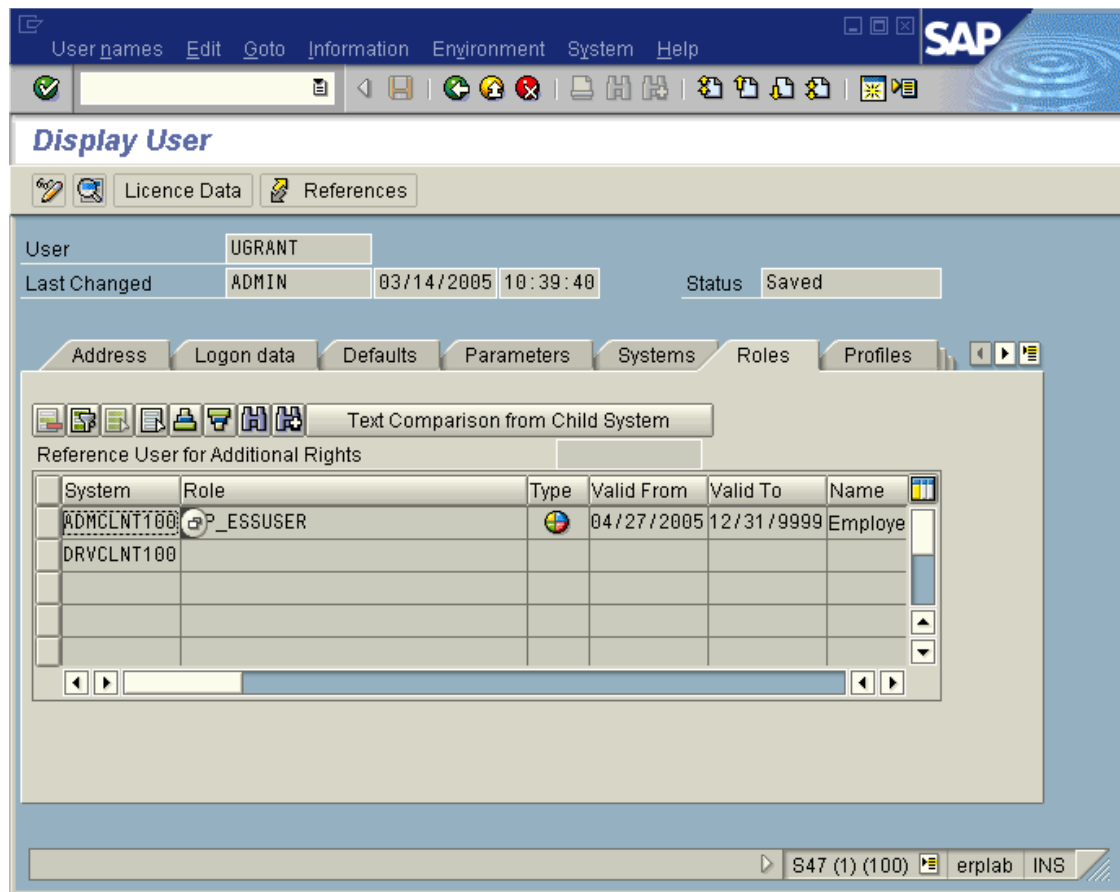 User names Edit Goto Information Environment System Help
SAP
Display User
Licence Data References
User UGRANT
Last Changed ADMIN 03/14/2005 10:39:40 Status Saved
Address Logon data Defaults Parameters Systems Roles Profiles
Text Comparison from Child System
Reference User for Additional Rights
System Role Type Valid From Valid To Name
ADMCLNT100 P_ESSUSER 04/27/2005 12/31/9999 Employe
DRVCLNT100
S47 (1) (100) erplab INS